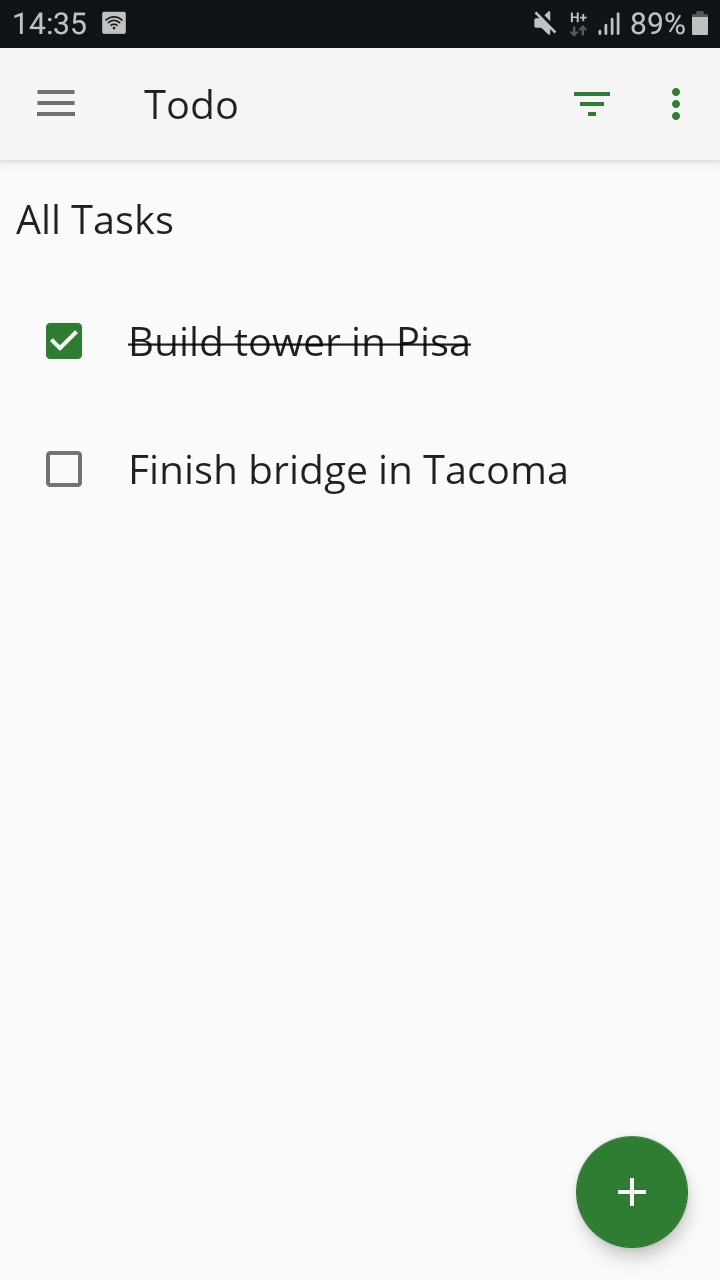 14:35 H+ 89%
Todo
All Tasks
Build tower in Pisa
Finish bridge in Tacoma